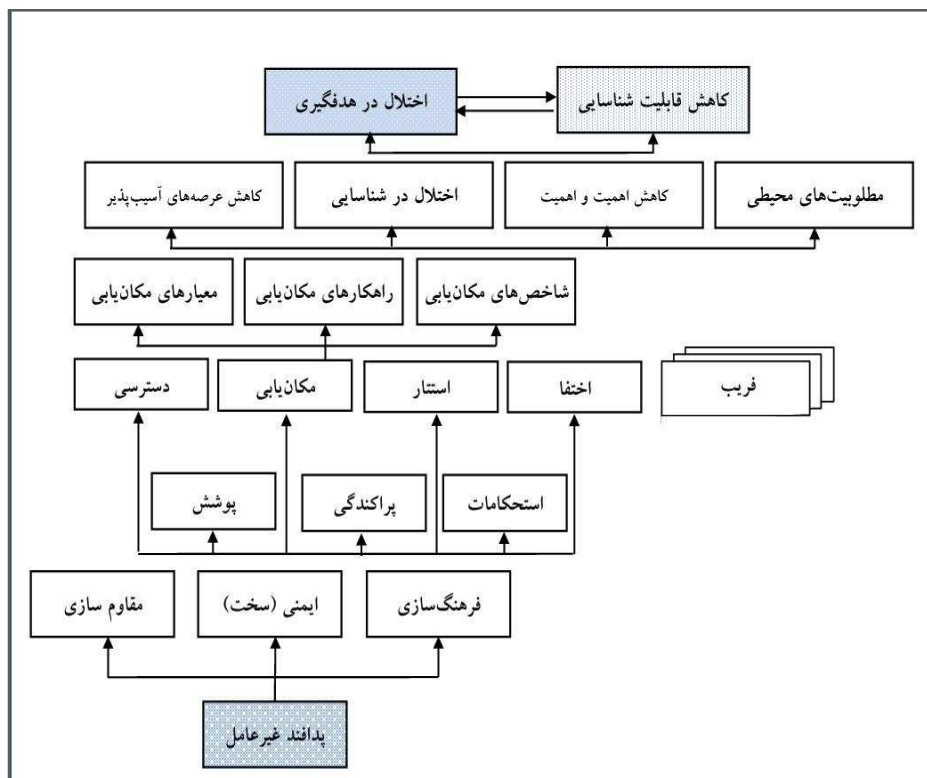 کاهش قابلیت شناسایی
اختلال در هدفگیری
مطلوبیت‌های محیطی
کاهش اهمیت و اهمیت
اختلال در شناسایی
کاهش عرصه‌های آسیب‌پذیر
شاخص‌های مکان‌یابی
راهکارهای مکان‌یابی
معیارهای مکان‌یابی
فریب
اختفا
استتار
مکان‌یابی
دسترسی
استحکامات
پراکندگی
پوشش
فرهنگ‌سازی
ایمنی (سخت)
مقاوم سازی
پدافند غیرعامل